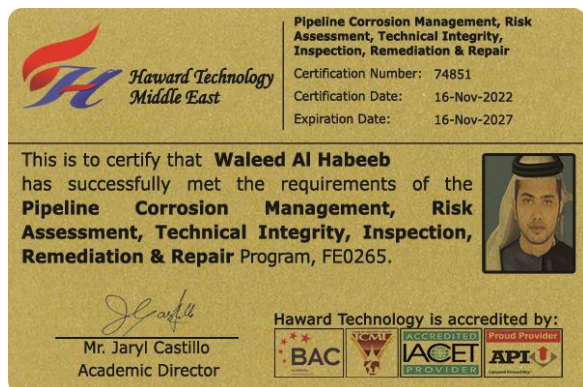 Haward Technology
Middle East
Pipeline Corrosion Management, Risk
Assessment, Technical Integrity,
Inspection, Remediation & Repair
Certification Number: 74851
Certification Date: 16-Nov-2022
Expiration Date: 16-Nov-2027
This is to certify that Waleed Al Habeeb
has successfully met the requirements of the
Pipeline Corrosion Management, Risk
Assessment, Technical Integrity, Inspection,
Remediation & Repair Program, FE0265.
Mr. Jaryl Castillo
Academic Director
Haward Technology is accredited by:
BAC
TCMI
ACCREDITED
IACET
PROVIDER
Proud Provider
API U